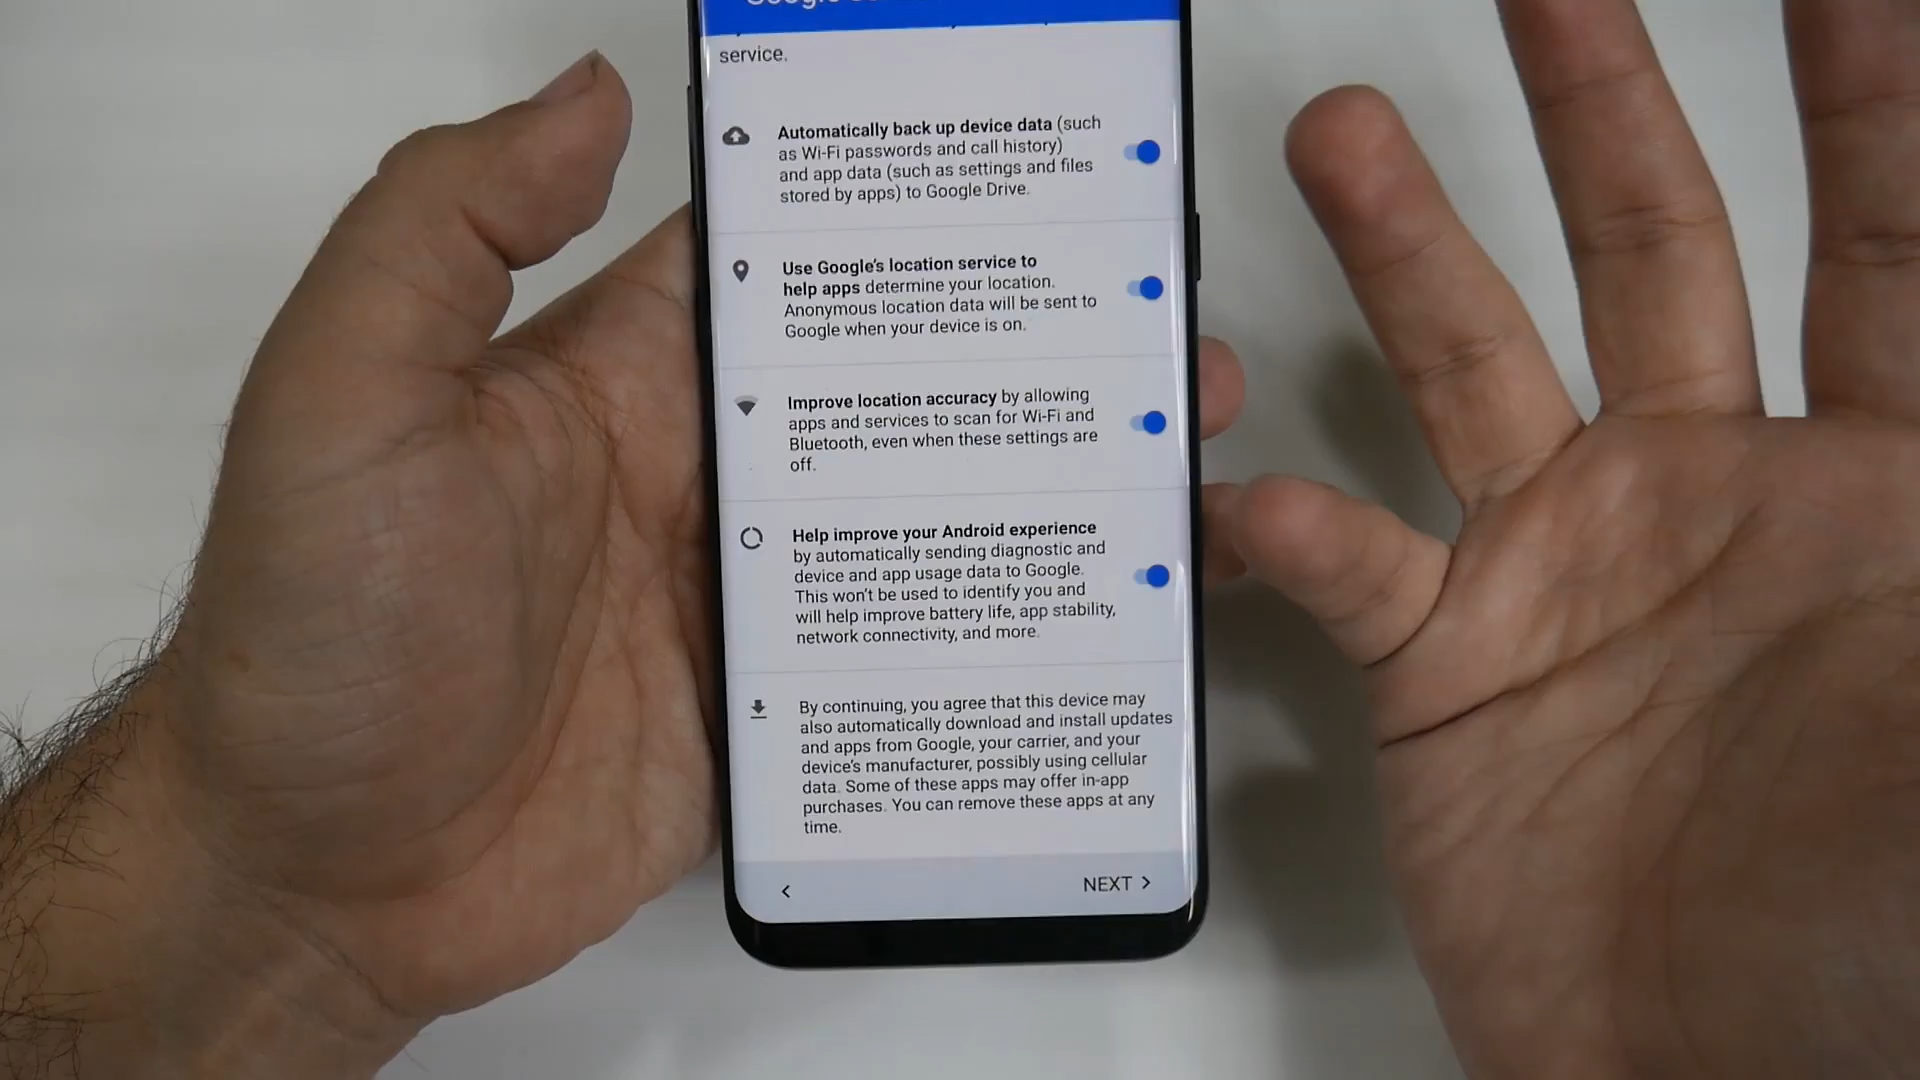 Google
service.
Automatically back up device data (such
as Wi-Fi passwords and call history)
and app data (such as settings and files
stored by apps) to Google Drive.
Use Google's location service to
help apps determine your location.
Anonymous location data will be sent to
Google when your device is on.
Improve location accuracy by allowing
apps and services to scan for Wi-Fi and
Bluetooth, even when these settings are
off.
Help improve your Android experience
by automatically sending diagnostic and
device and app usage data to Google.
This won't be used to identify you and
will help improve battery life, app stability,
network connectivity, and more.
By continuing, you agree that this device may
also automatically download and install updates
and apps from Google, your carrier, and your
device's manufacturer, possibly using cellular
data. Some of these apps may offer in-app
purchases. You can remove these apps at any
time.
NEXT